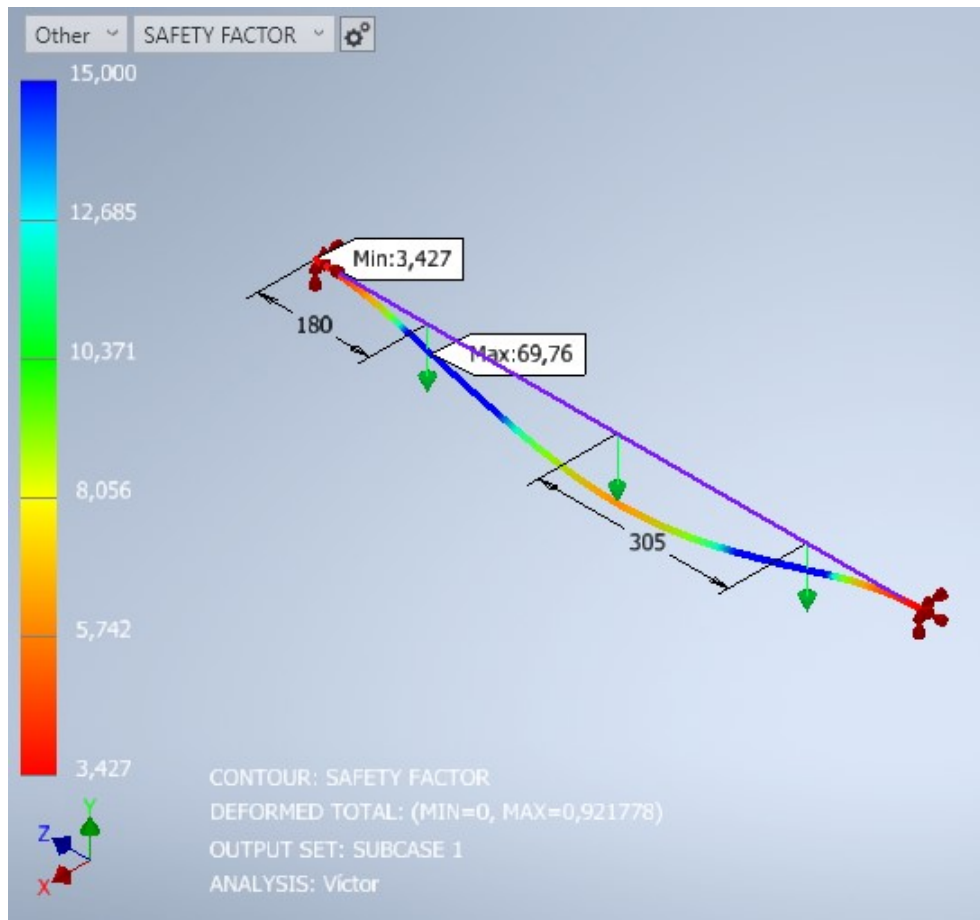 Other SAFETY FACTOR
15,000
12,685
10,371
8,056
5,742
3,427
Min:3,427
180
Max:69,76
305
CONTOUR: SAFETY FACTOR
DEFORMED TOTAL: (MIN=0, MAX=0,921778)
OUTPUT SET: SUBCASE 1
ANALYSIS: Víctor
Y
Z
X